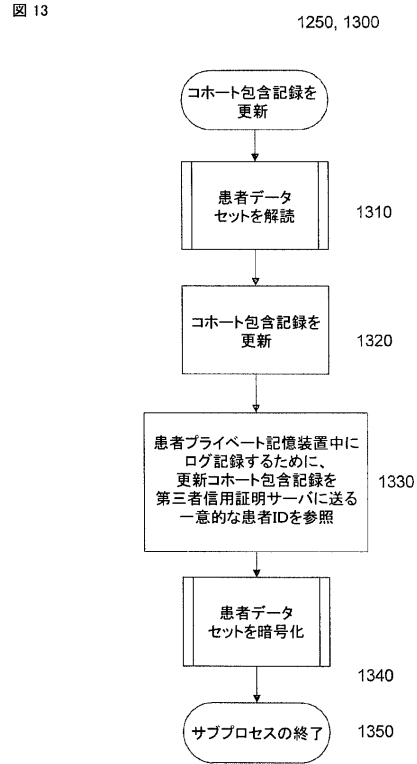 図 13
1250, 1300
コホート包含記録を
更新
患者データ
セットを解読
1310
コホート包含記録を
更新
1320
患者プライベート記憶装置中に
ログ記録するために、
更新コホート包含記録を
第三者信用証明サーバに送る
一意的な患者IDを参照
1330
患者データ
セットを暗号化
1340
サブプロセスの終了
1350